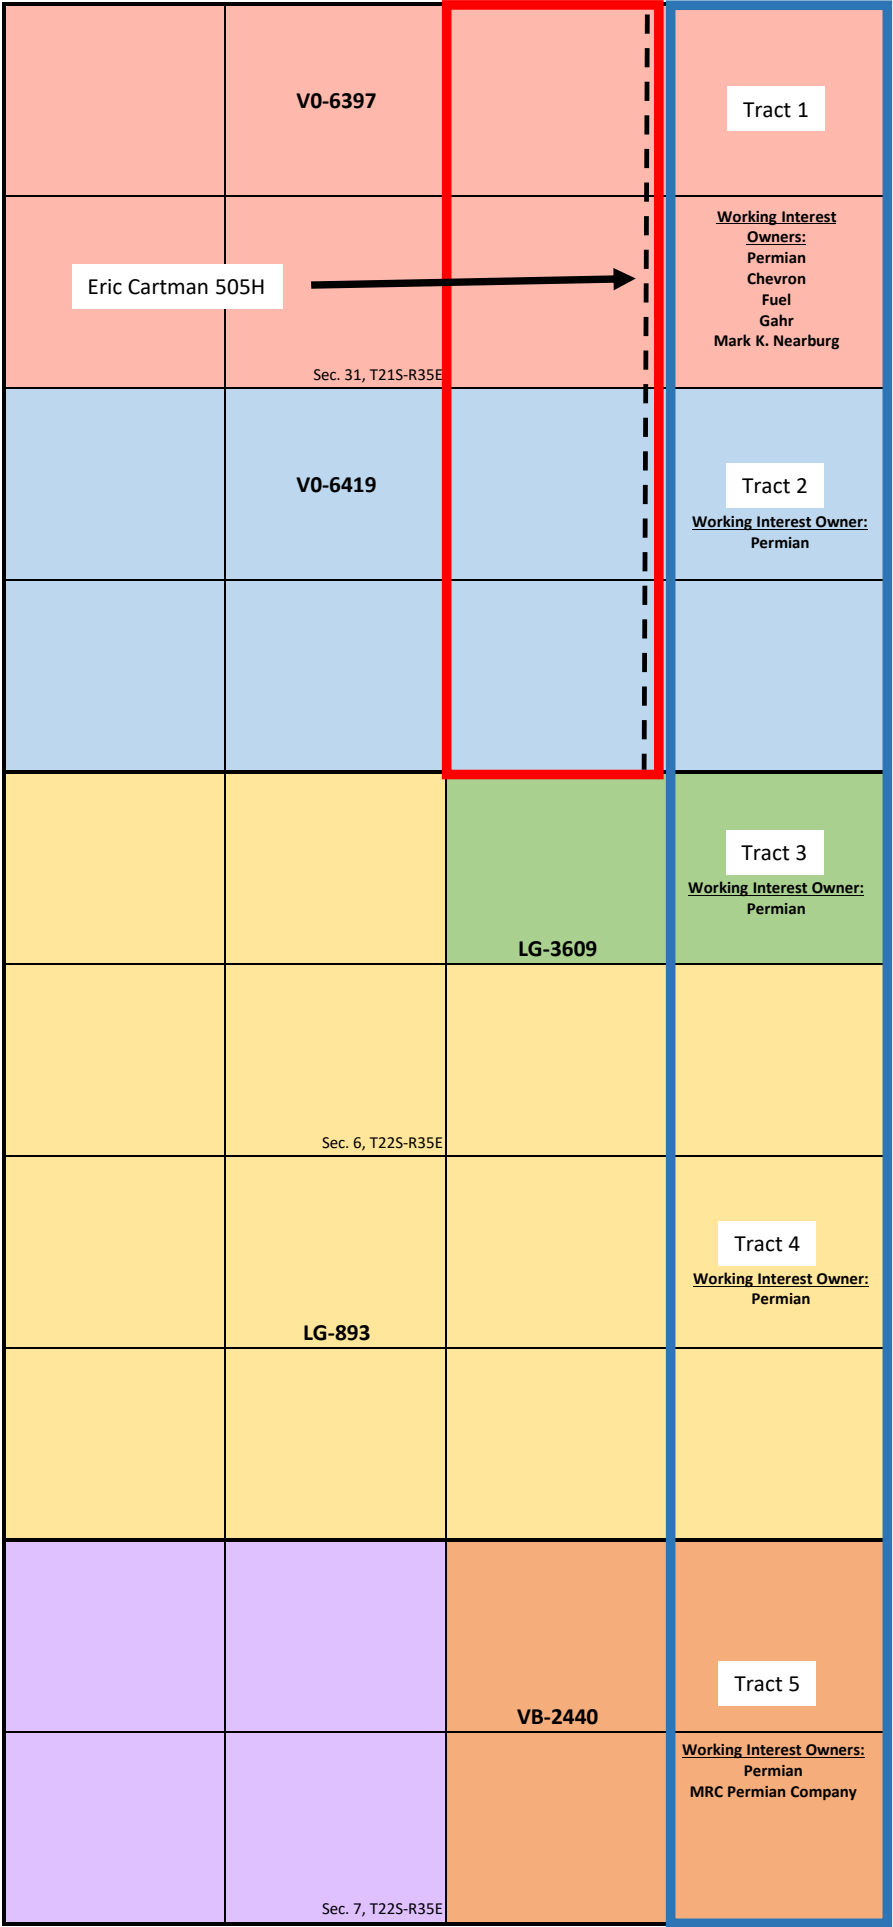 V0-6397
Tract 1
Working Interest
Owners:
Permian
Chevron
Fuel
Gahr
Mark K. Nearburg
Eric Cartman 505H
Sec. 31, T21S-R35E
V0-6419
Tract 2
Working Interest Owner:
Permian
Tract 3
Working Interest Owner:
Permian
LG-3609
Sec. 6, T22S-R35E
Tract 4
Working Interest Owner:
Permian
LG-893
Tract 5
VB-2440
Working Interest Owners:
Permian
MRC Permian Company
Sec. 7, T22S-R35E